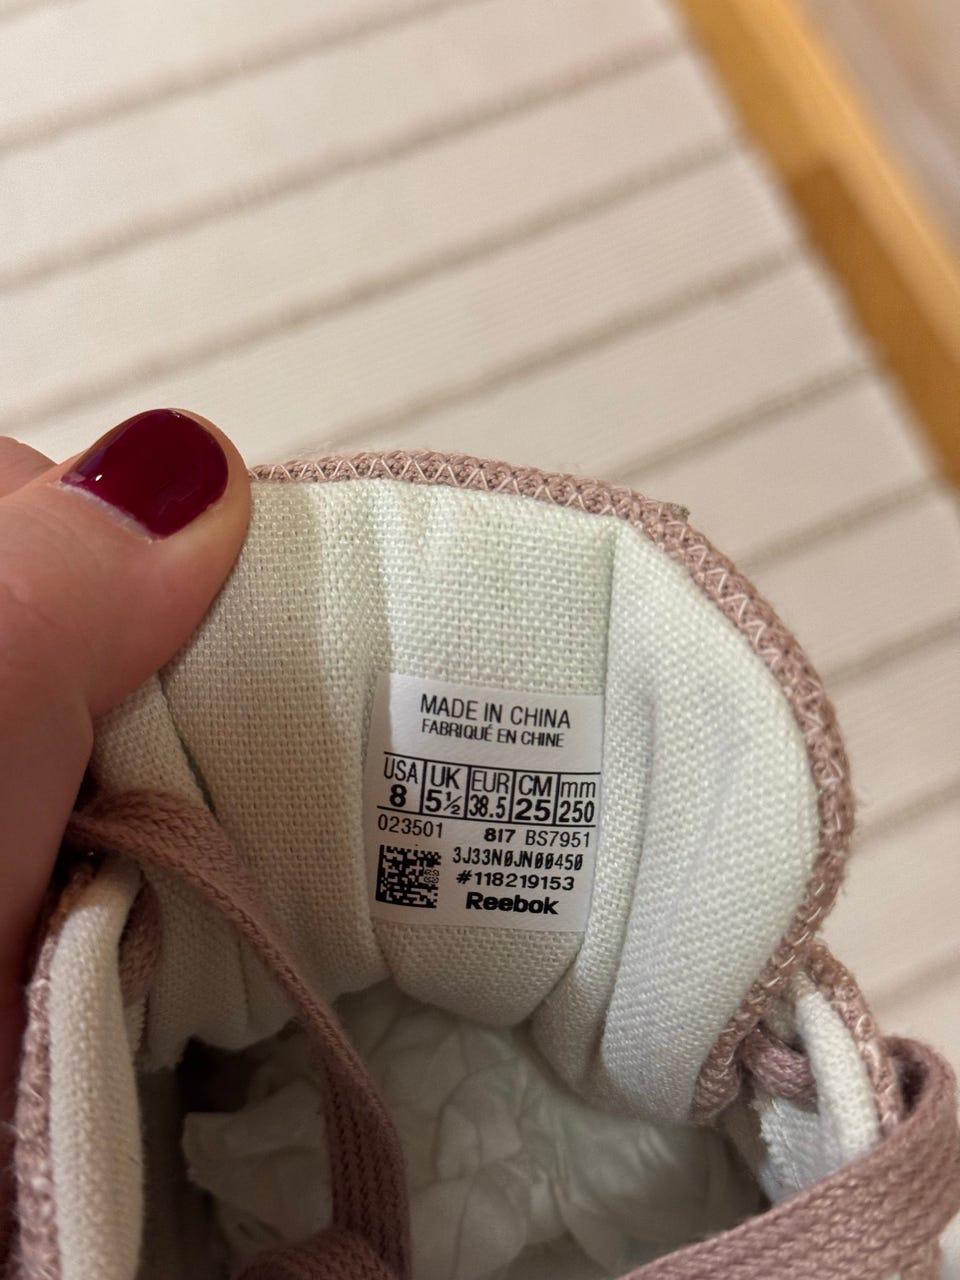 MADE IN CHINA
FABRIQUÉ EN CHINE
USA UK EUR CM mm
8 5½ 38.5 25 250
023501 817 BS7951
3J33N0JN00450
#118219153
Reebok